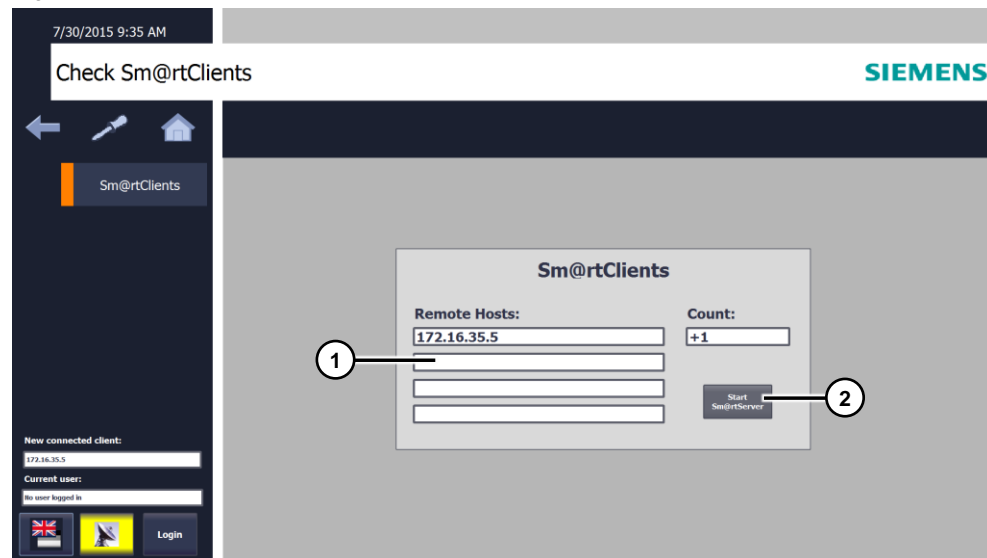 7/30/2015 9:35 AM
Check Sm@rtClients
SIEMENS
Sm@rtClients
Sm@rtClients
Remote Hosts:
Count:
172.16.35.5
+1
1
Start
Sm@rtServer
2
New connected client:
172.16.35.5
Current user:
No user logged in
Login